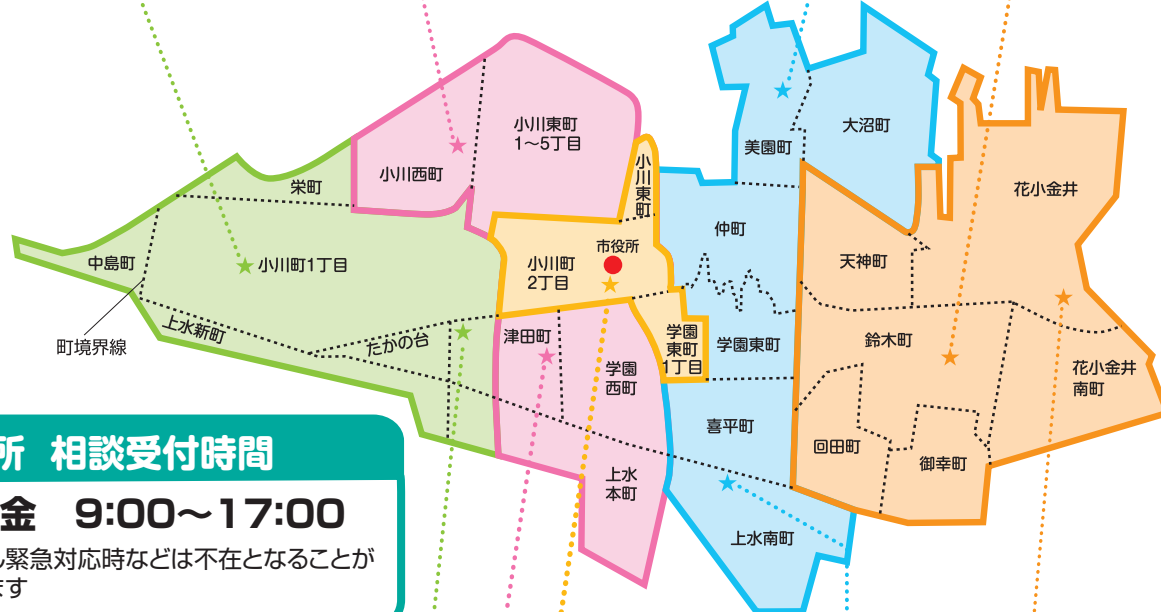 小川東町
1～5丁目
小川西町
栄町
中島町
小川町1丁目
町境界線
上水新町
たかの台
小川東町
市役所
小川町
2丁目
津田町
学園
西町
学園
東町
1丁目
上水
本町
美園町
大沼町
仲町
学園東町
喜平町
上水南町
花小金井
天神町
鈴木町
花小金井
南町
回田町
御幸町
所 相談受付時間
金 9:00～17:00
緊急対応時などは不在となることが
ます